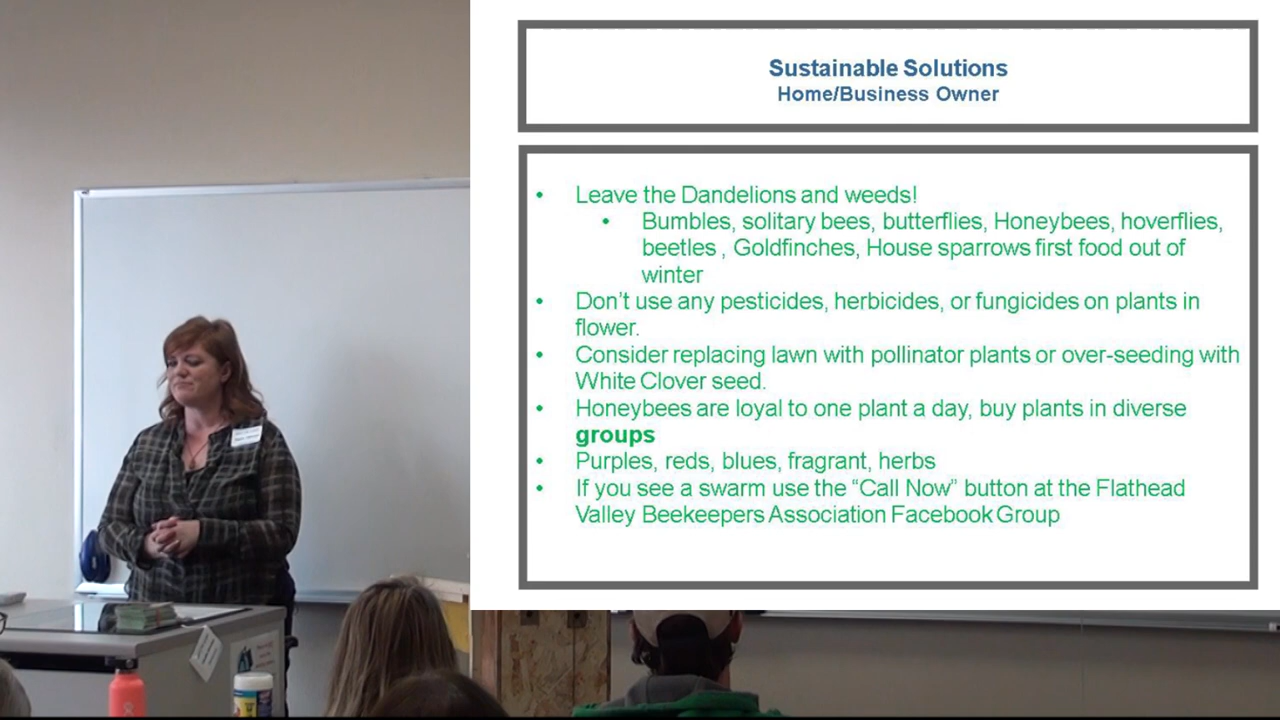 Sustainable Solutions
Home/Business Owner
• Leave the Dandelions and weeds!
• Bumbles, solitary bees, butterflies, Honeybees, hoverflies,
beetles , Goldfinches, House sparrows first food out of
winter
• Don't use any pesticides, herbicides, or fungicides on plants in
flower.
• Consider replacing lawn with pollinator plants or over-seeding with
White Clover seed.
• Honeybees are loyal to one plant a day, buy plants in diverse
groups
• Purples, reds, blues, fragrant, herbs
• If you see a swarm use the “Call Now” button at the Flathead
Valley Beekeepers Association Facebook Group